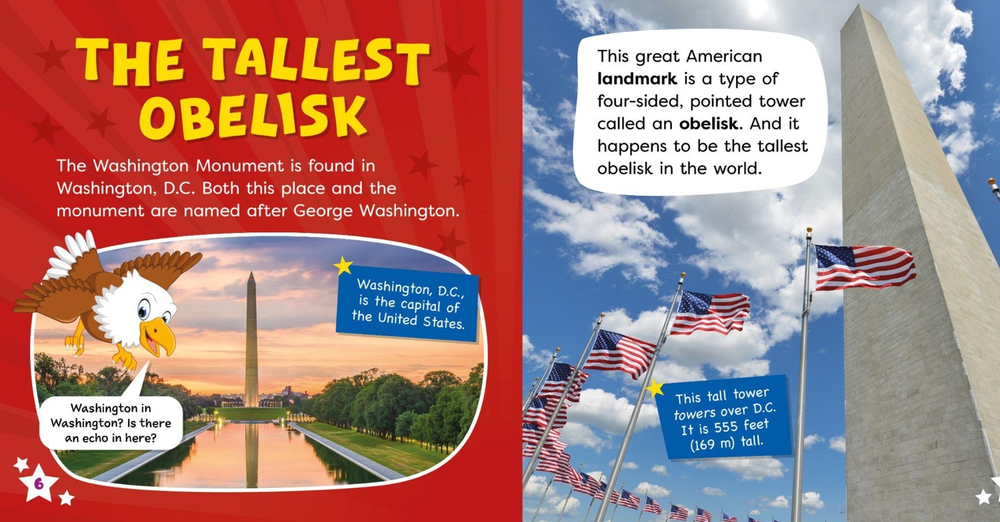 THE TALLEST
OBELISK
The Washington Monument is found in
Washington, D.C. Both this place and the
monument are named after George Washington.
Washington, D.C.,
is the capital of
the United States.
Washington in
Washington? Is there
an echo in here?
6
This great American
landmark is a type of
four-sided, pointed tower
called an obelisk. And it
happens to be the tallest
obelisk in the world.
This tall tower
towers over D.C.
It is 555 feet
(169 m) tall.